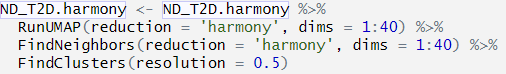 ND_T2D.harmony <- ND_T2D.harmony %>%
  RunUMAP(reduction = 'harmony', dims = 1:40) %>%
  FindNeighbors(reduction = 'harmony', dims = 1:40) %>%
  FindClusters(resolution = 0.5)